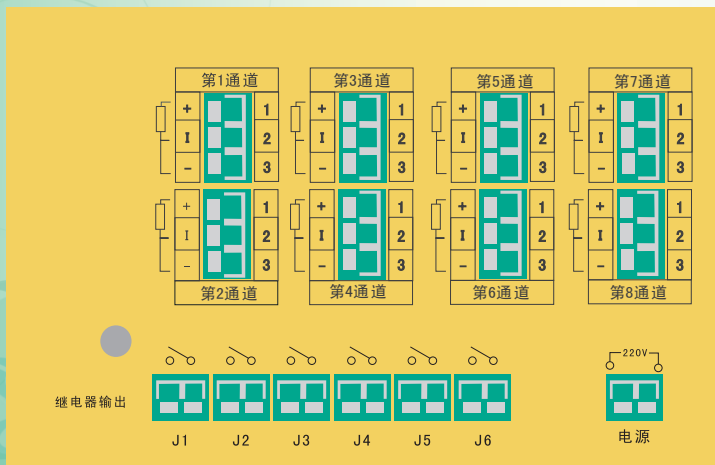 第1通道 第3通道 第5通道 第7通道
+ 1 + 1 + 1 + 1
I 2 I 2 I 2 I 2
- 3 - 3 - 3 - 3
+ 1 + 1 + 1 + 1
I 2 I 2 I 2 I 2
- 3 - 3 - 3 - 3
第2通道 第4通道 第6通道 第8通道
220V
继电器输出
J1 J2 J3 J4 J5 J6 电源